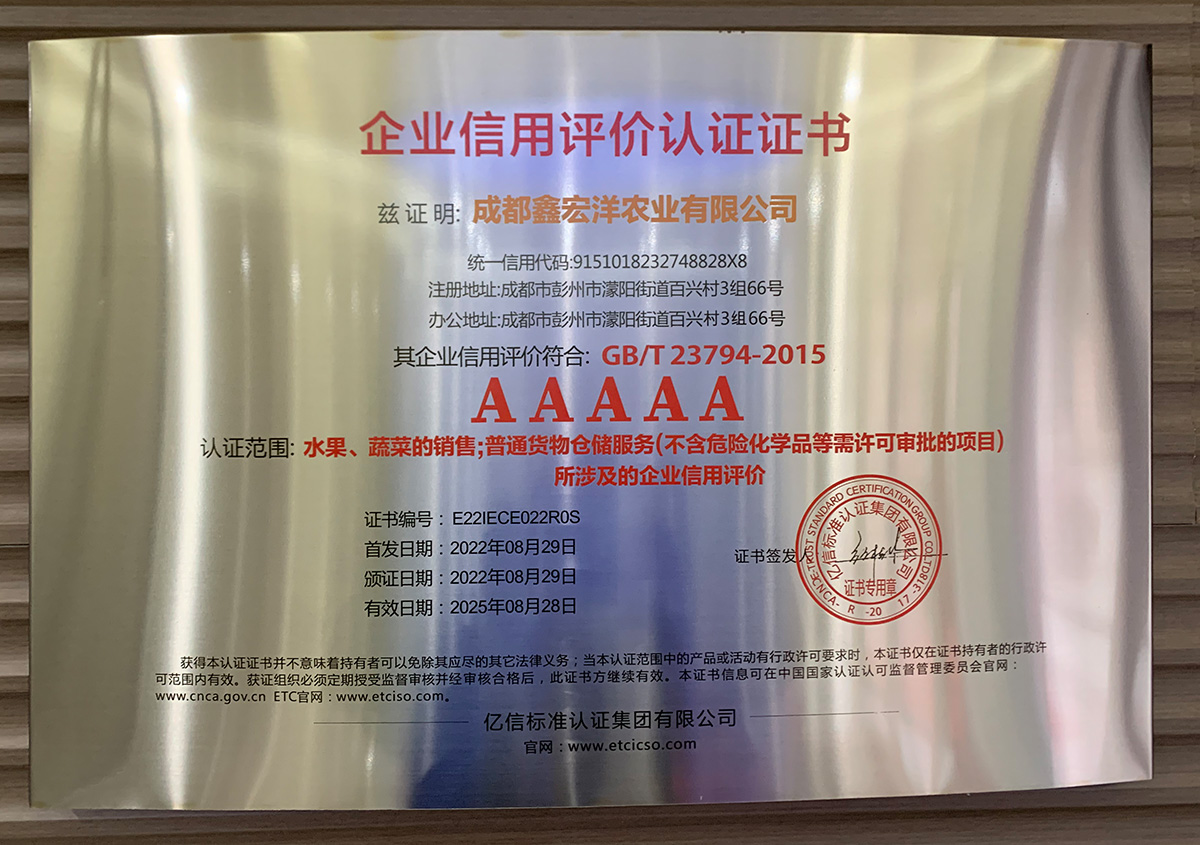 企业信用评价认证证书
兹证明: 成都鑫宏洋农业有限公司
统一信用代码:9151018232748828X8
注册地址:成都市彭州市濛阳街道百兴村3组66号
办公地址:成都市彭州市濛阳街道百兴村3组66号
其企业信用评价符合: GB/T 23794-2015
AAAAA
认证范围: 水果、蔬菜的销售;普通货物仓储服务(不含危险化学品等需许可审批的项目)
所涉及的企业信用评价
证书编号: E22IECE022R0S
首发日期:2022年08月29日
颁证日期:2022年08月29日
有效日期:2025年08月28日
证书签发人
E-TRUST STANDARD CERTIFICATION GROUP CO.,LTD
亿信标准认证集团有限公司
证书专用章
CNCA- R -20 17 -318
获得本认证证书并不意味着持有者可以免除其应尽的其它法律义务；当本认证范围中的产品或活动有行政许可要求时，本证书仅在证书持有者的行政许
可范围内有效。获证组织必须定期授受监督审核并经审核合格后，此证书方继续有效。本证书信息可在中国国家认证认可监督管理委员会官网：
www.cnca.gov.cn ETC官网：www.etciso.com。
亿信标准认证集团有限公司
官网：www.etcicso.com